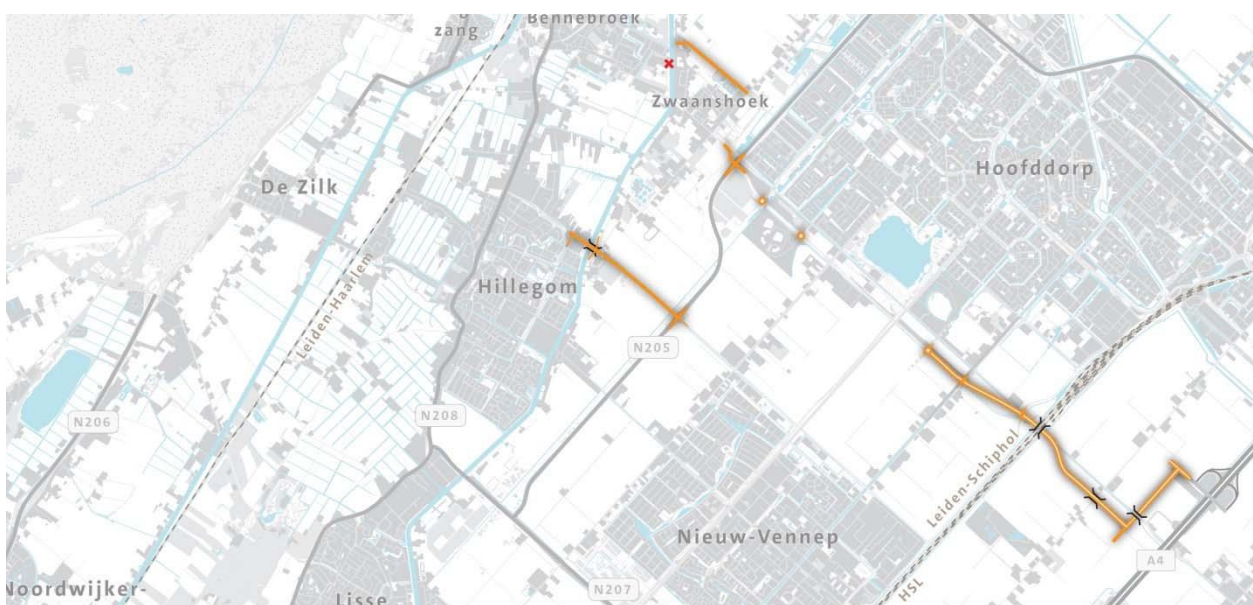 Bennebroek
zang
Zwaanshoek
Hoofddorp
De Zilk
Hillegom
Leiden-Haarlem
N205
N208
N206
Leiden-Schiphol
Nieuw-Vennep
A4
HSL
N207
Noordwijker-
Lisse